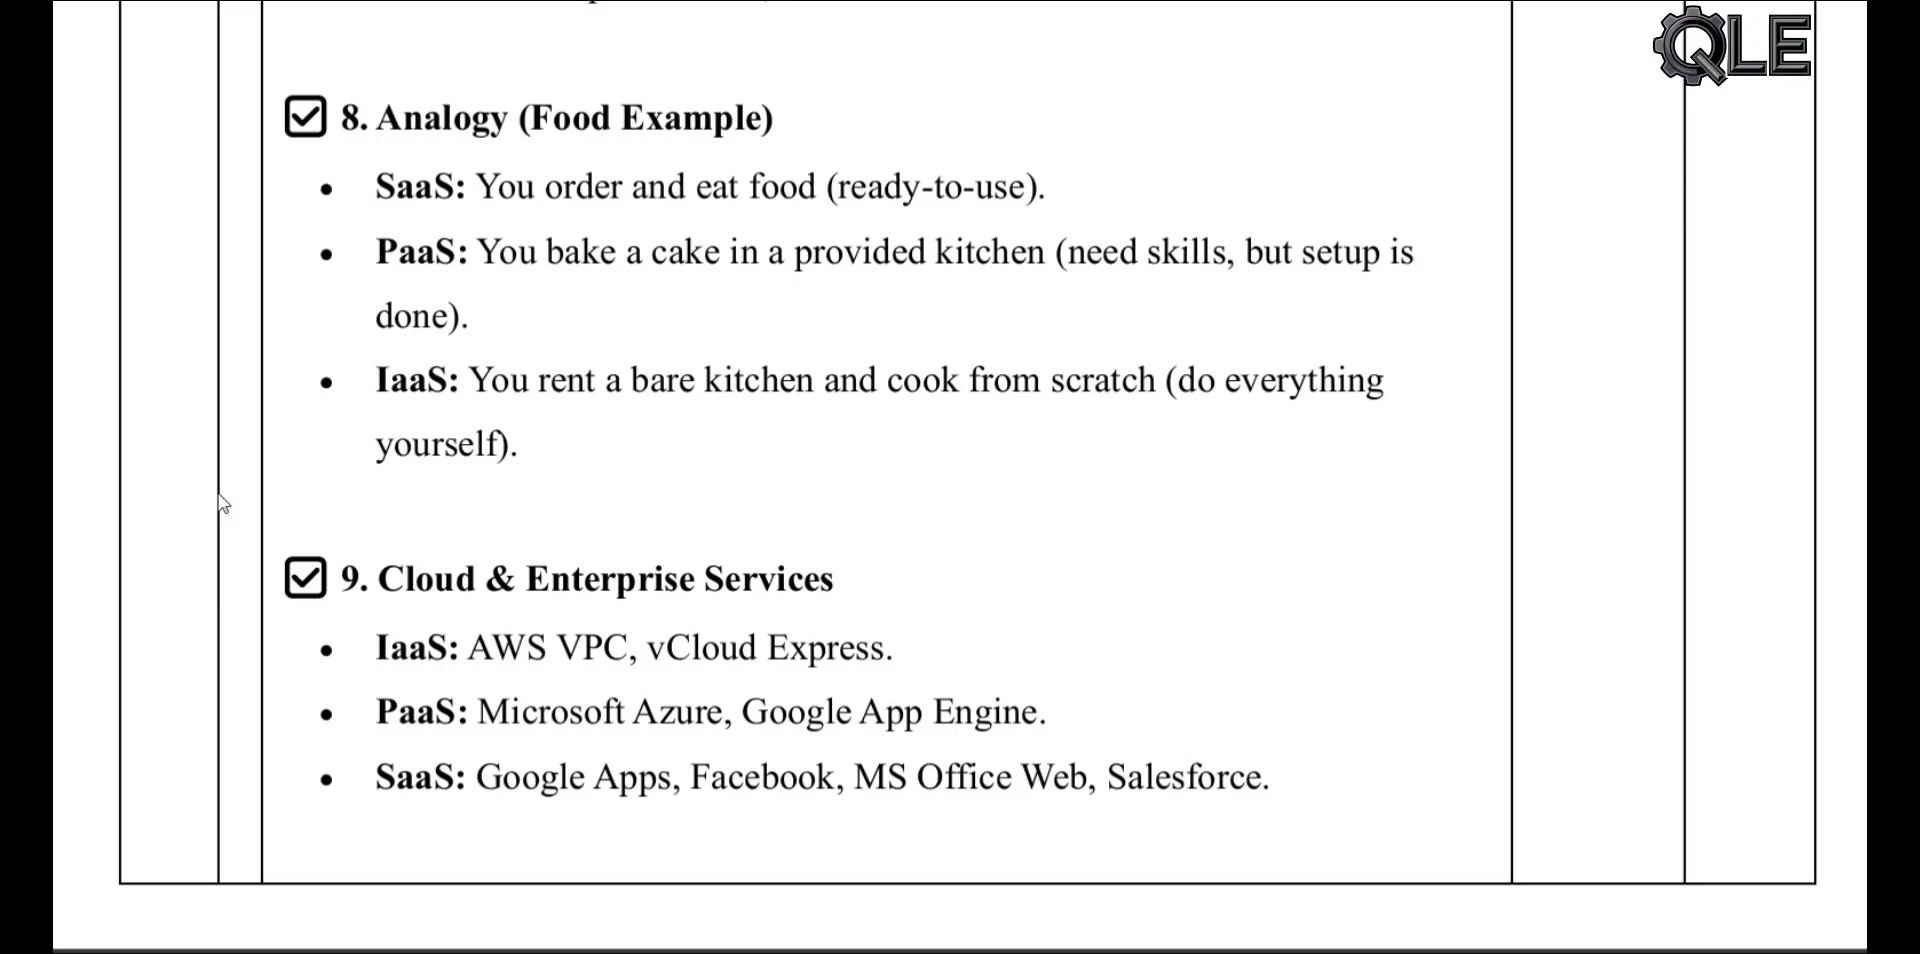 QLE
8. Analogy (Food Example)
• SaaS: You order and eat food (ready-to-use).
• PaaS: You bake a cake in a provided kitchen (need skills, but setup is
done).
• IaaS: You rent a bare kitchen and cook from scratch (do everything
yourself).
9. Cloud & Enterprise Services
• IaaS: AWS VPC, vCloud Express.
• PaaS: Microsoft Azure, Google App Engine.
• SaaS: Google Apps, Facebook, MS Office Web, Salesforce.